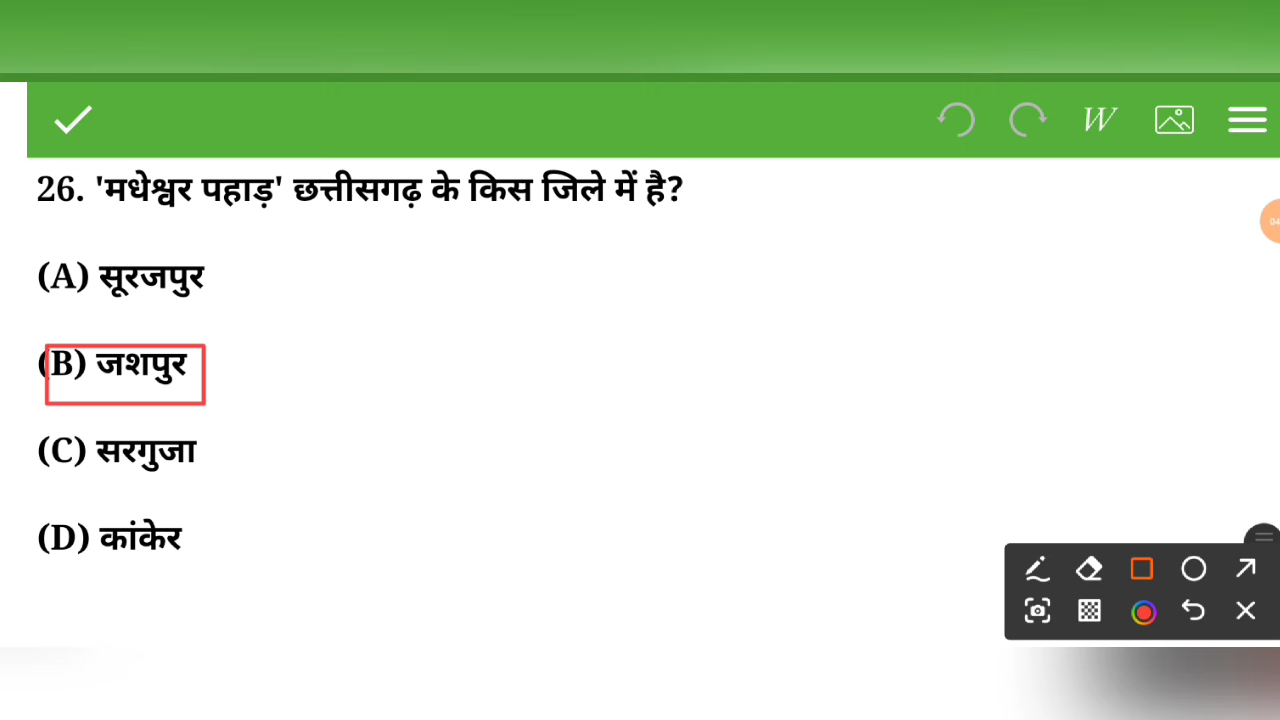 W
26. 'मधेश्वर पहाड़' छत्तीसगढ़ के किस जिले में है?
(A) सूरजपुर
(B) जशपुर
(C) सरगुजा
(D) कांकेर